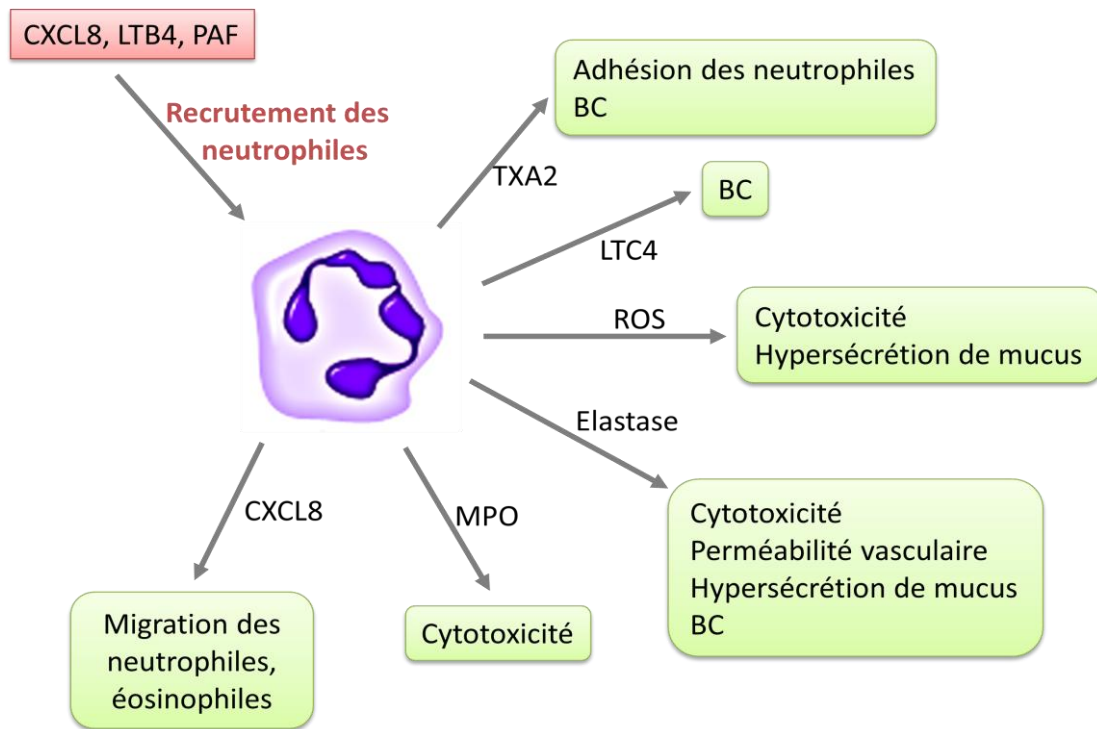 CXCL8, LTB4, PAF
Recrutement des
neutrophiles
TXA2
Adhésion des neutrophiles
BC
LTC4
BC
ROS
Cytotoxicité
Hypersécrétion de mucus
Elastase
Cytotoxicité
Perméabilité vasculaire
Hypersécrétion de mucus
BC
MPO
Cytotoxicité
CXCL8
Migration des
neutrophiles,
éosinophiles